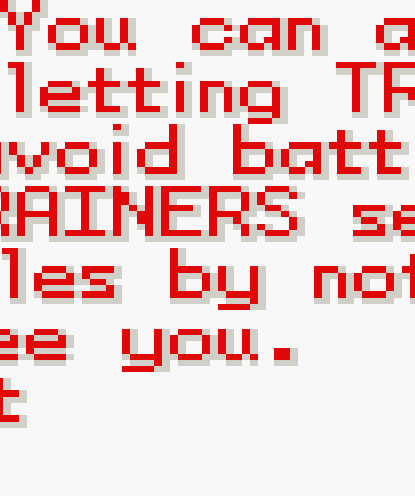 You can a
letting TR
void batt
RAINERS se
les by not
ee you.
t